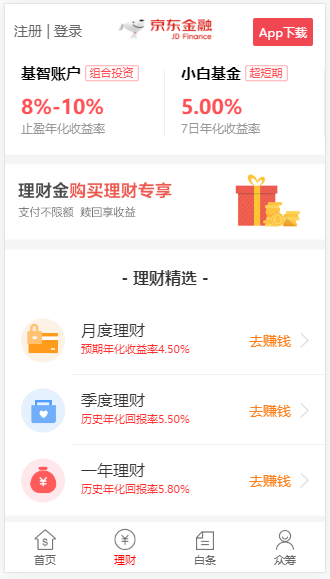 注册 | 登录
京东金融
JD Finance
App下载
基智账户 组合投资
8%-10%
止盈年化收益率
小白基金 超短期
5.00%
7日年化收益率
理财金购买理财专享
支付不限额 赎回享收益
- 理财精选 -
月度理财
预期年化收益率4.50%
去赚钱
季度理财
历史年化回报率5.50%
去赚钱
一年理财
历史年化回报率5.80%
去赚钱
首页
理财
白条
众筹